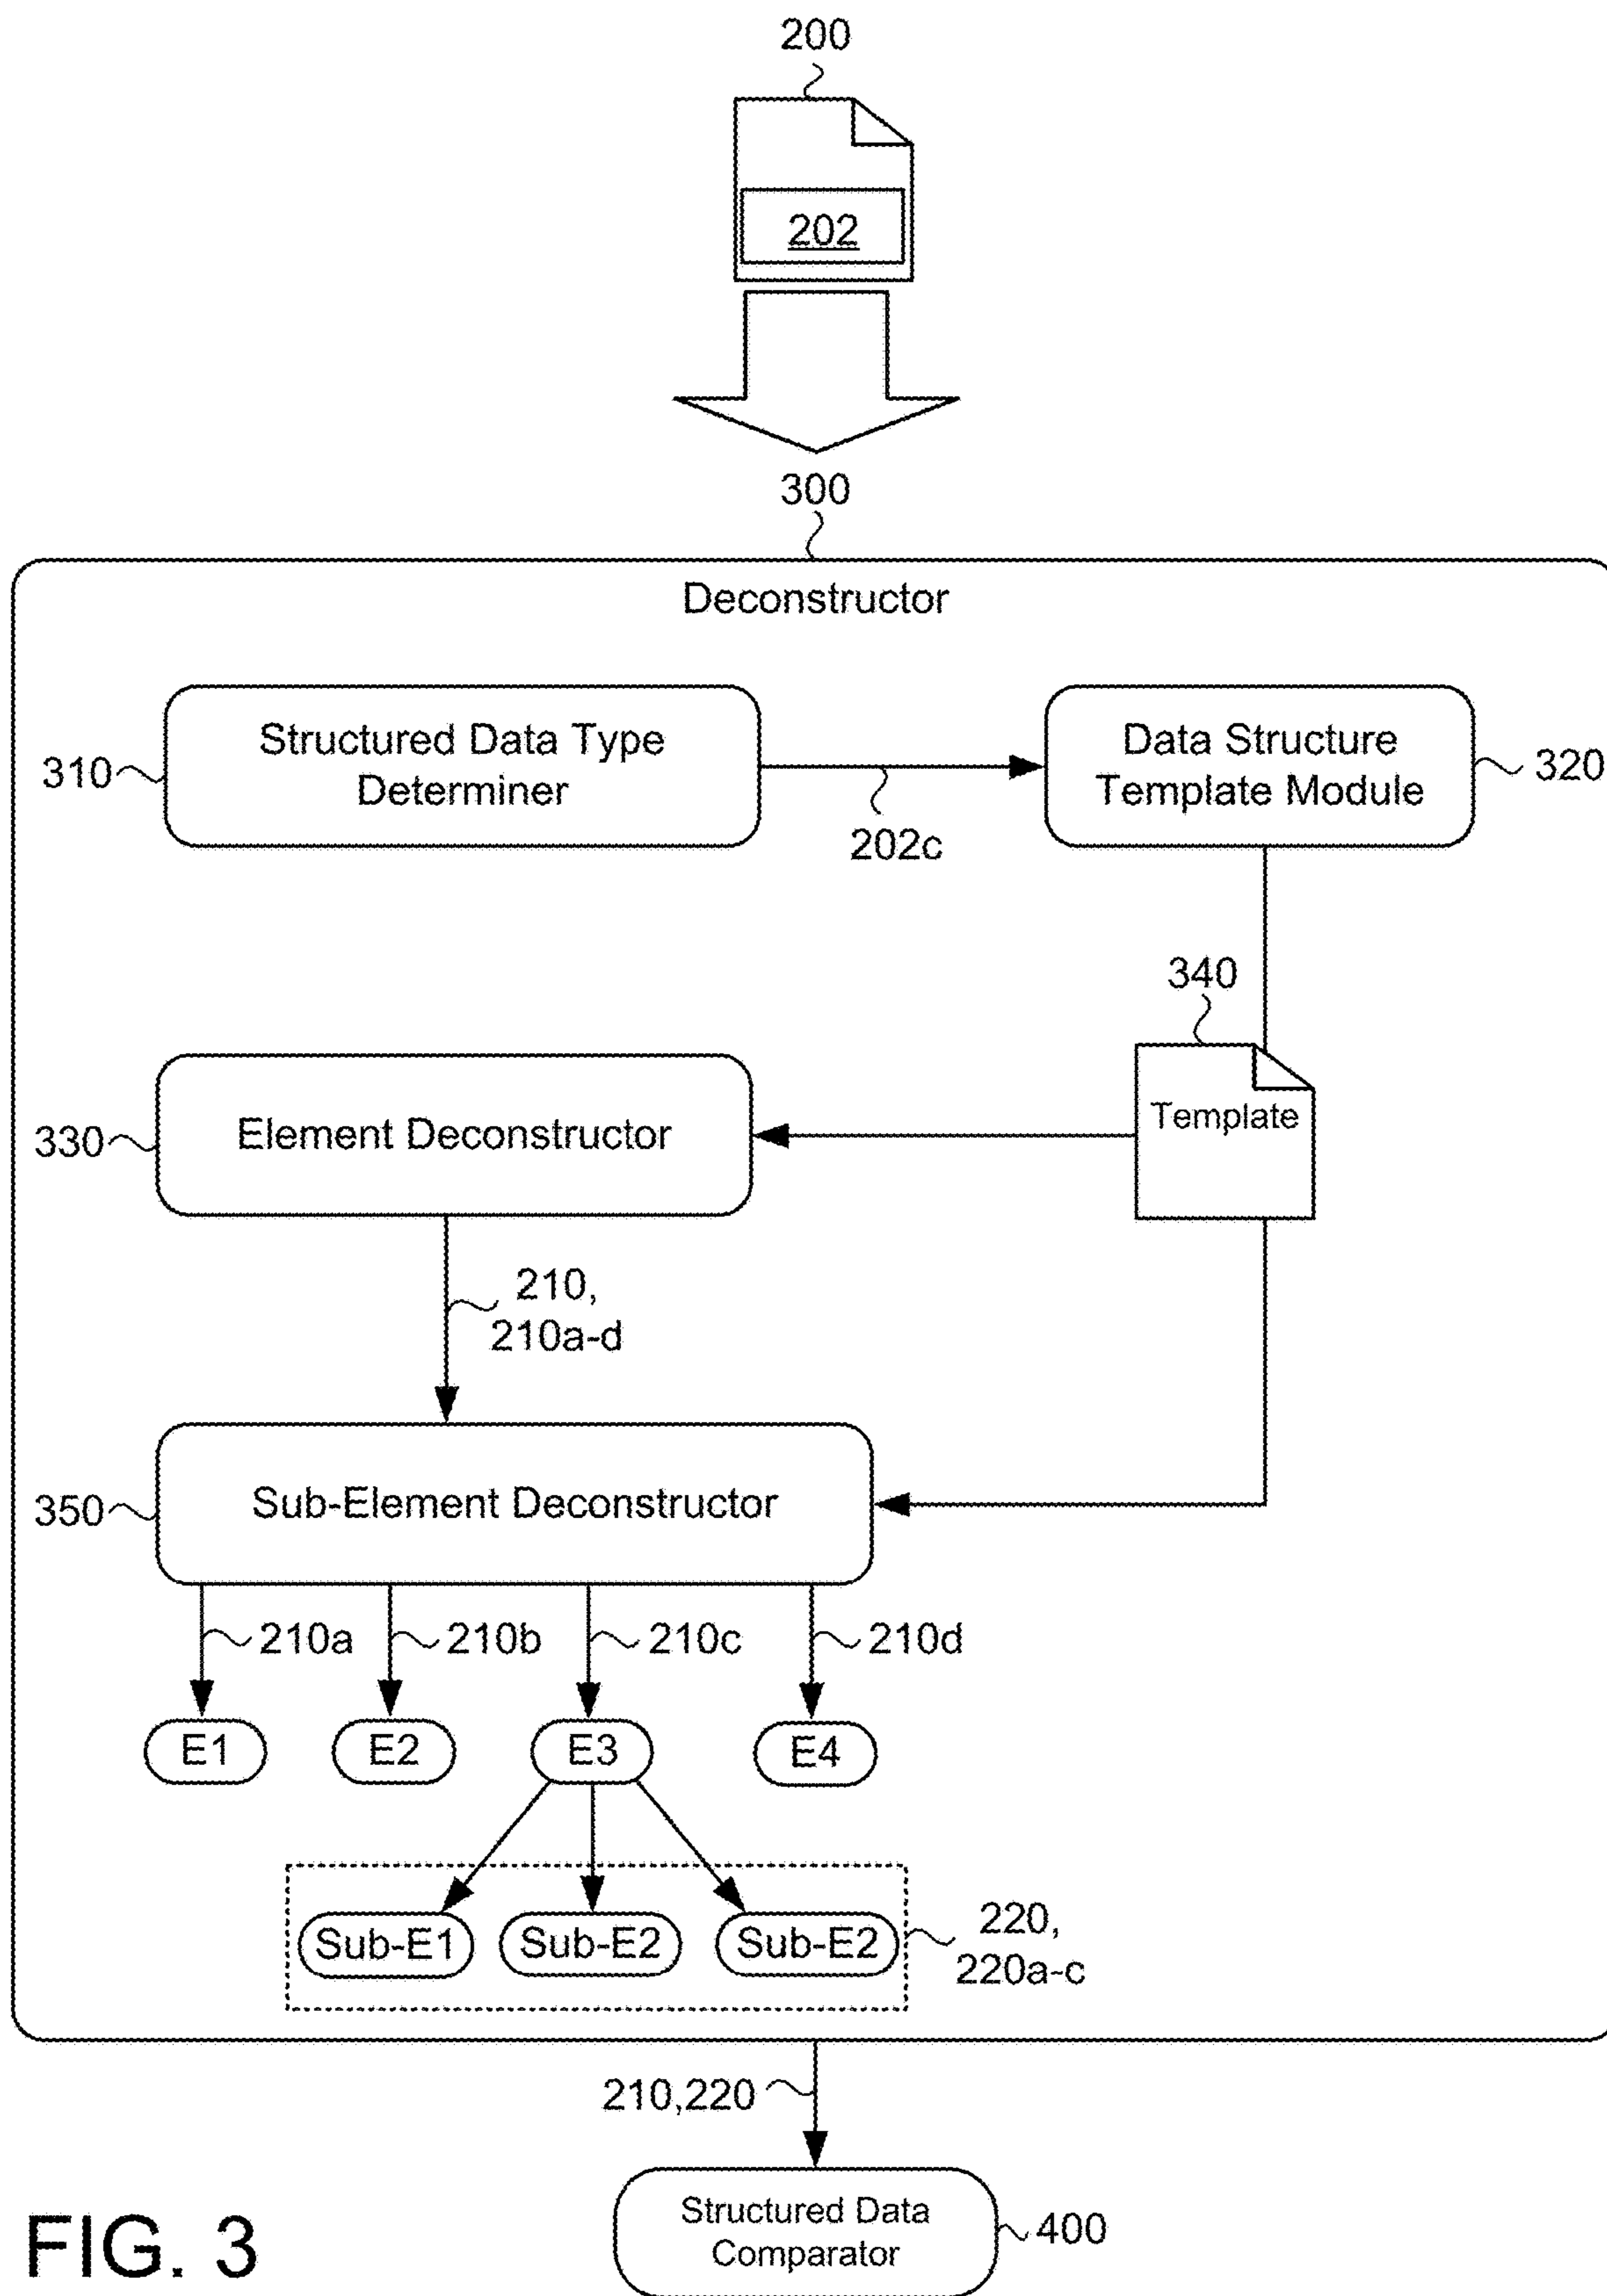 200
202
300
Deconstructor
Structured Data Type
Determiner
310
202c
Data Structure
Template Module
320
340
Template
Element Deconstructor
330
210,
210a-d
Sub-Element Deconstructor
350
210a
210b
210c
210d
E1
E2
E3
E4
Sub-E1
Sub-E2
Sub-E2
220,
220a-c
210,220
Structured Data
Comparator
400
FIG. 3